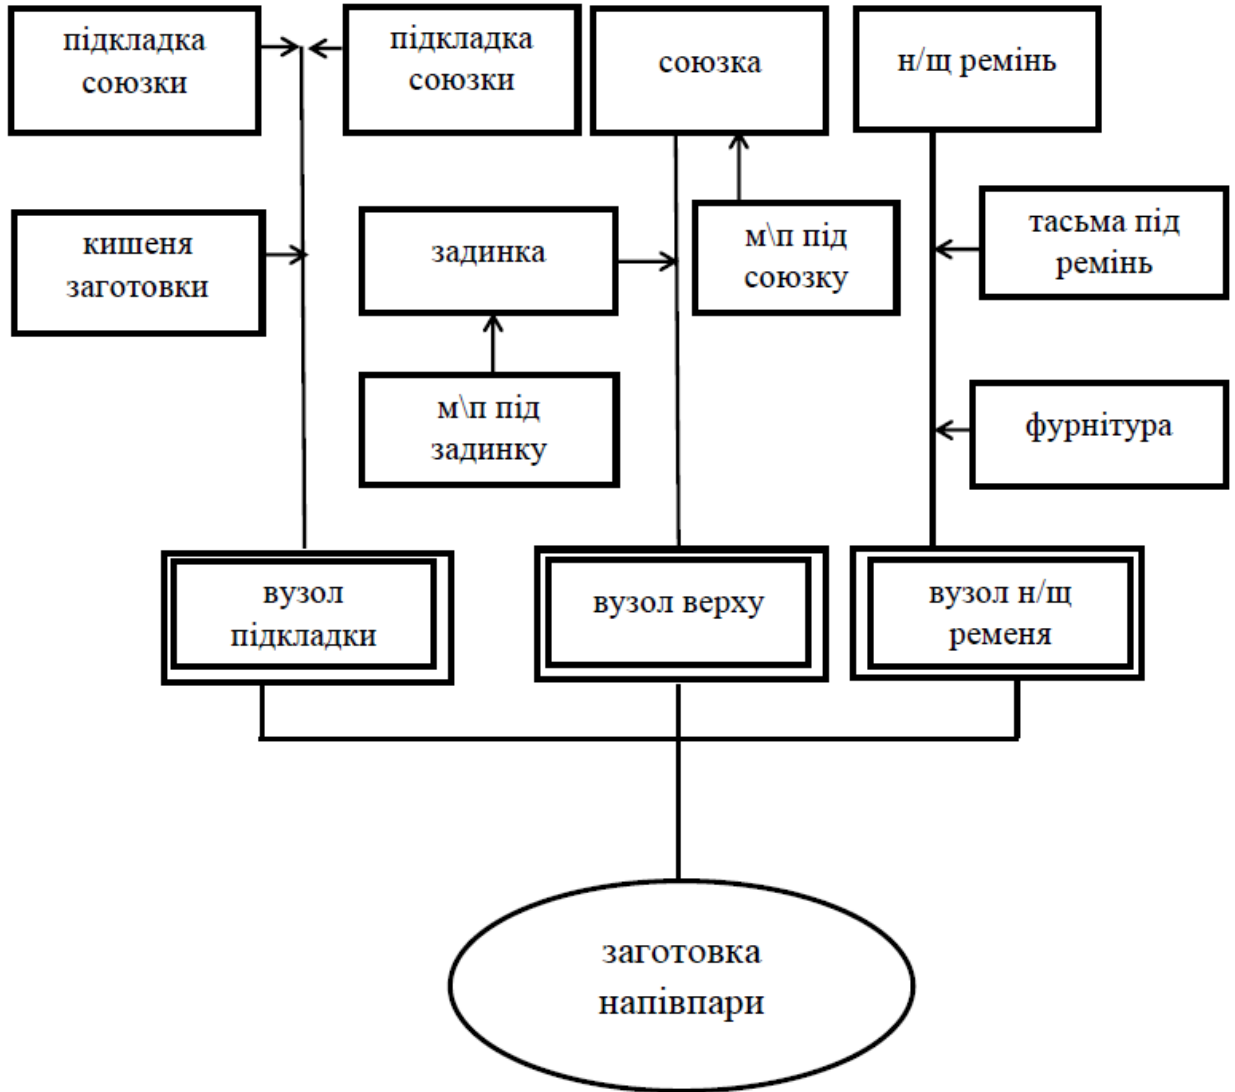 підкладка
союзки
підкладка
союзки
союзка
н/щ ремінь
кишеня
заготовки
задинка
м\п під
союзку
тасьма під
ремінь
м\п під
задинку
фурнітура
вузол
підкладки
вузол верху
вузол н/щ
ременя
заготовка
напівпари